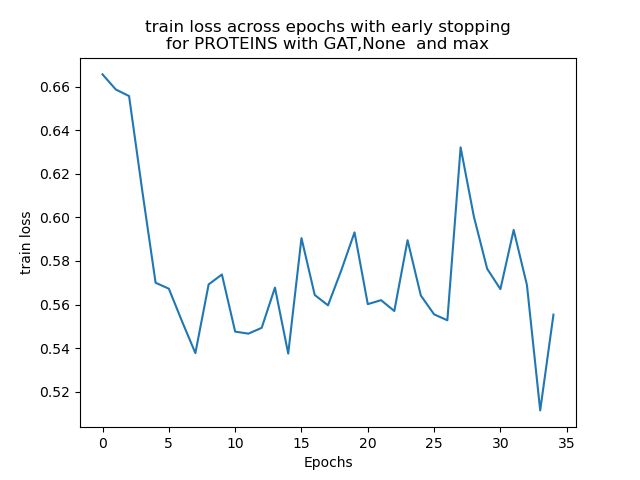 train loss across epochs with early stopping
for PROTEINS with GAT,None  and max
train loss
0.66
0.64
0.62
0.60
0.58
0.56
0.54
0.52
0 5 10 15 20 25 30 35
Epochs